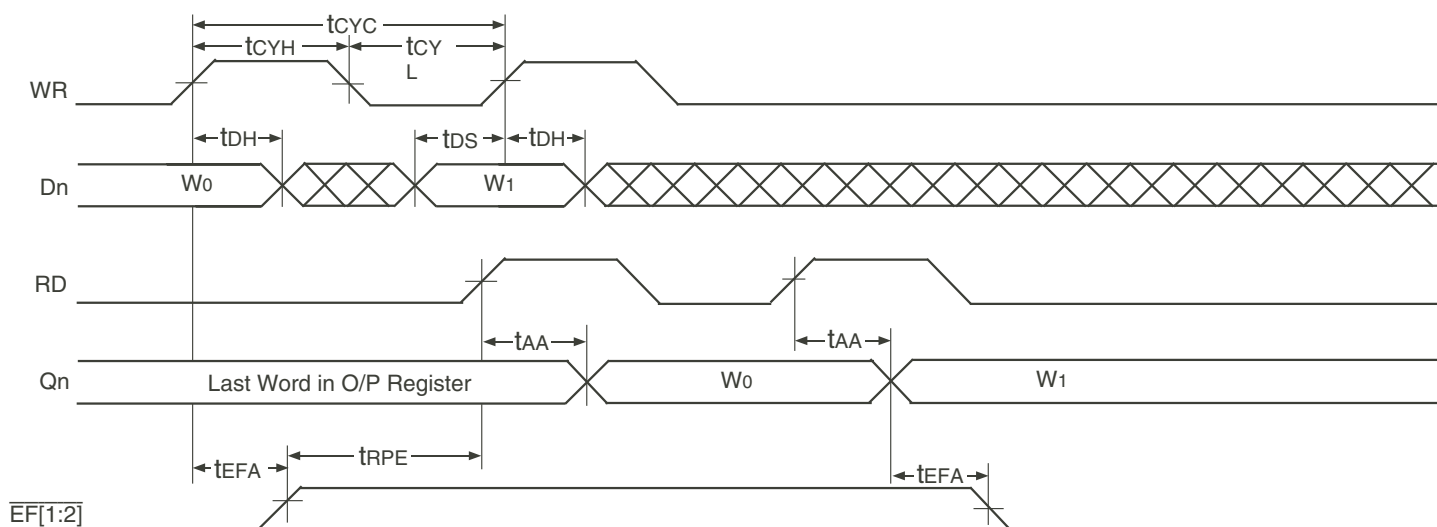 tCYC
tCYH
tCY
L
WR
tDH
tDS
tDH
Dn
W0
W1
RD
tAA
tAA
Qn
Last Word in O/P Register
W0
W1
tEFA
tRPE
tEFA
EF[1:2]